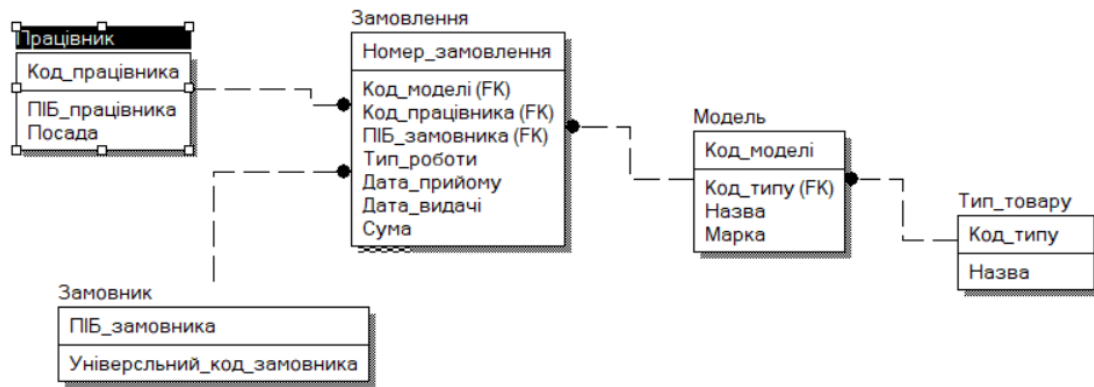 Працівник
Код_працівника
ПІБ_працівника
Посада
Замовлення
Номер_замовлення
Код_моделі (FK)
Код_працівника (FK)
ПІБ_замовника (FK)
Тип_роботи
Дата_прийому
Дата_видачі
Сума
Модель
Код_моделі
Код_типу (FK)
Назва
Марка
Тип_товару
Код_типу
Назва
Замовник
ПІБ_замовника
Універсльний_код_замовника